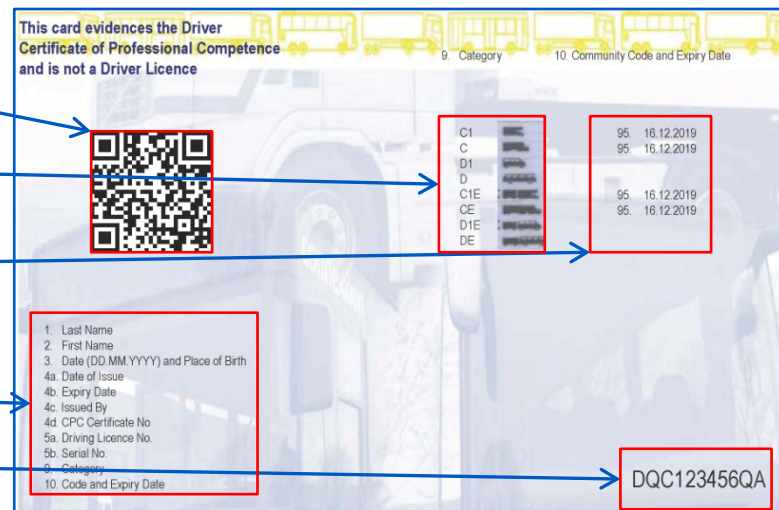 This card evidences the Driver
Certificate of Professional Competence
and is not a Driver Licence
9. Category 10. Community Code and Expiry Date
C1 95. 16.12.2019
C 95. 16.12.2019
D1
D
C1E 95. 16.12.2019
CE 95. 16.12.2019
D1E
DE
1. Last Name
2. First Name
3. Date (DD.MM.YYYY) and Place of Birth
4a. Date of Issue
4b. Expiry Date
4c. Issued By
4d. CPC Certificate No
5a. Driving Licence No.
5b. Serial No.
9. Category
10. Code and Expiry Date
DQC123456QA